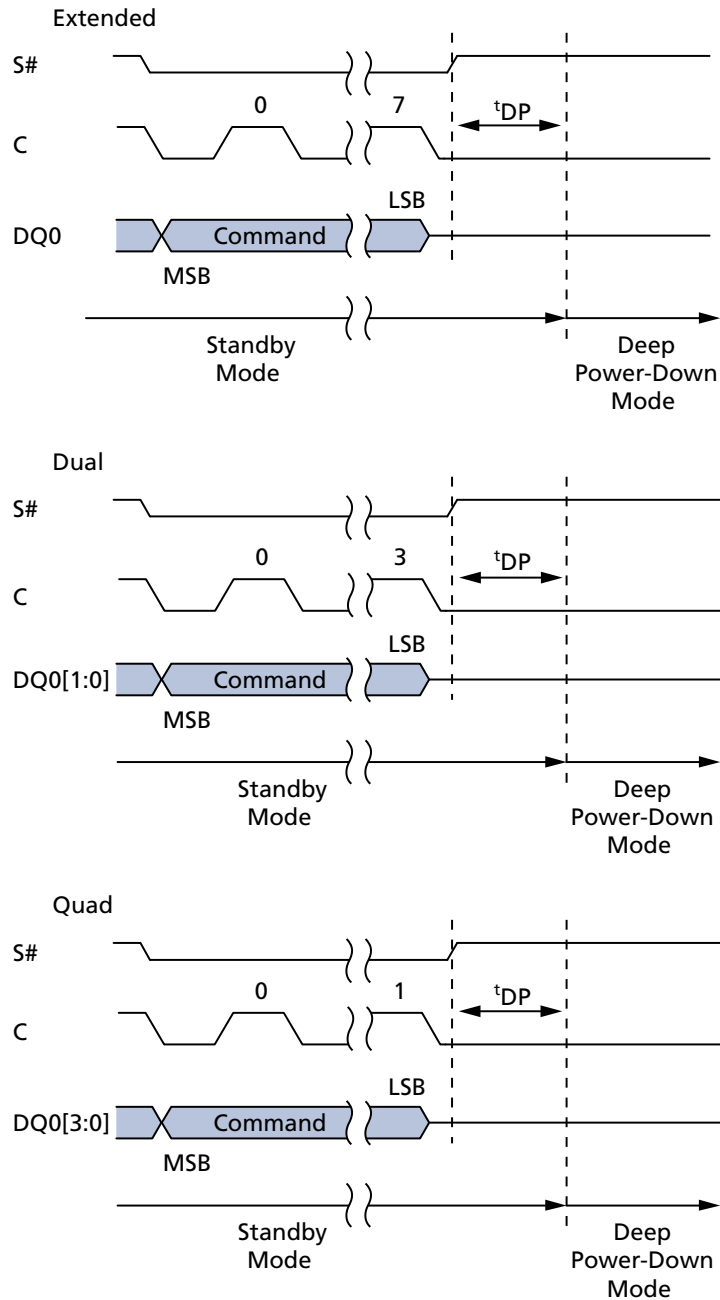 Extended
S#
0 7
tDP
C
LSB
DQ0
Command
MSB
Standby
Mode
Deep
Power-Down
Mode
Dual
S#
0 3
tDP
C
LSB
DQ0[1:0]
Command
MSB
Standby
Mode
Deep
Power-Down
Mode
Quad
S#
0 1
tDP
C
LSB
DQ0[3:0]
Command
MSB
Standby
Mode
Deep
Power-Down
Mode